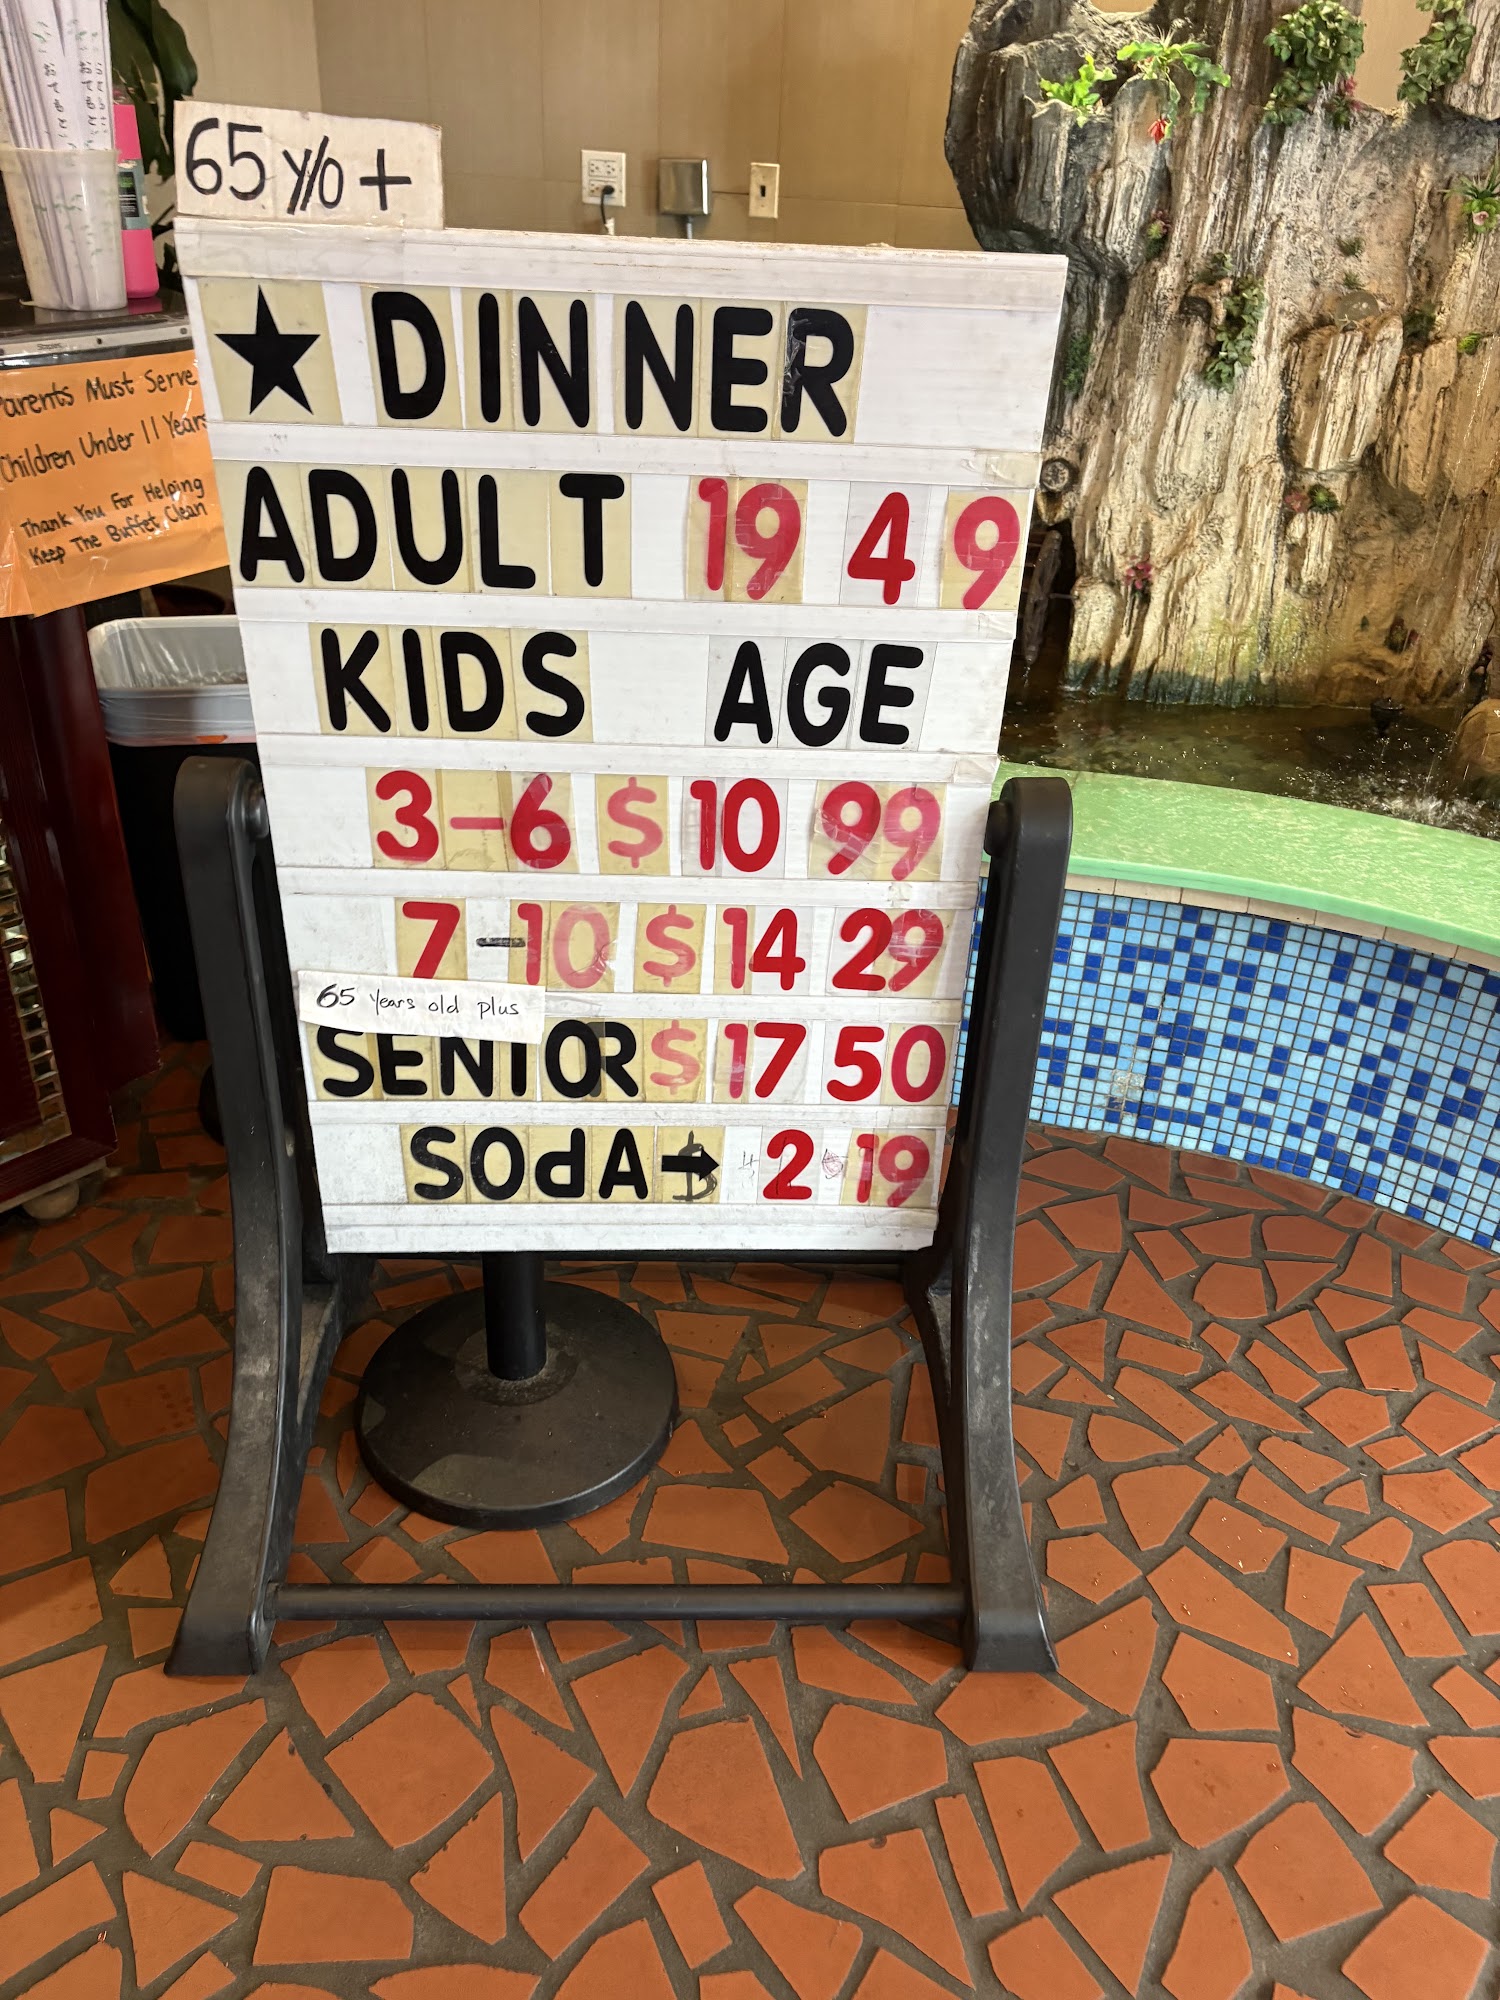 65 y/o +
★ DINNER
ADULT 19 49
KIDS AGE
3-6 $ 10 99
7-10 $ 14 29
65 years old plus
SENIOR $ 17 50
SOdA→$ 2 19
Parents Must Serve
Children Under 11 Years
Thank You For Helping
Keep The Buffet Clean